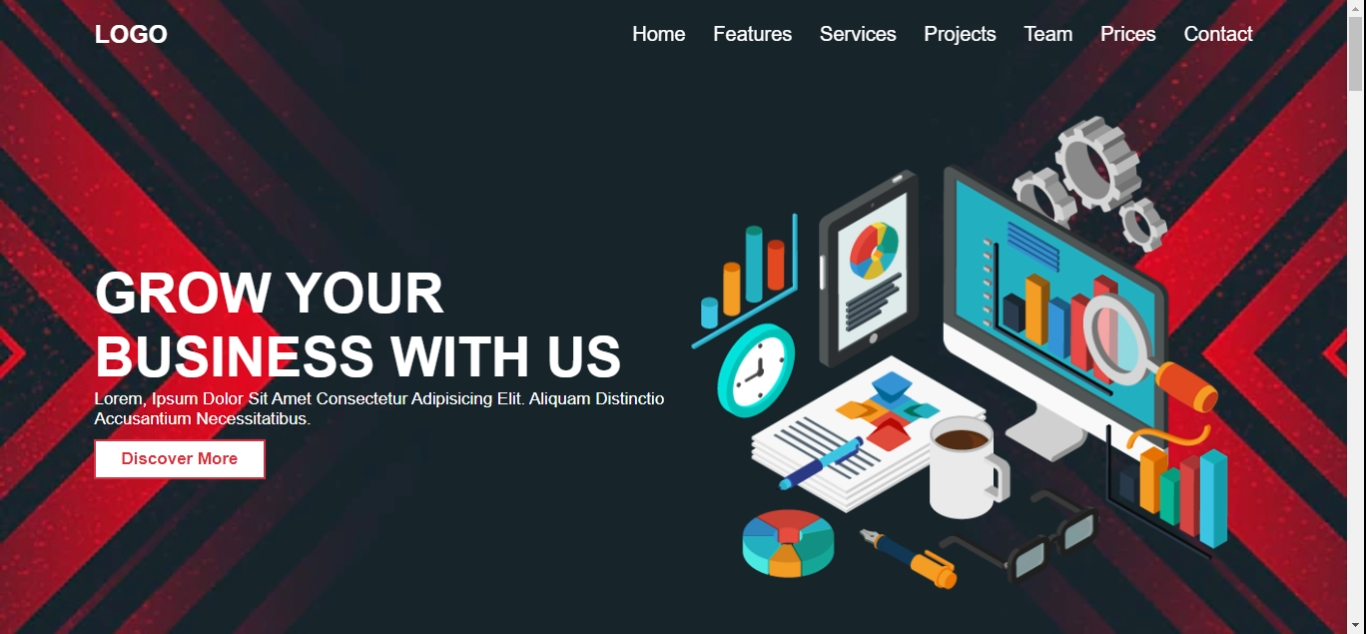 LOGO
Home Features Services Projects Team Prices Contact
GROW YOUR
BUSINESS WITH US
Lorem, Ipsum Dolor Sit Amet Consectetur Adipisicing Elit. Aliquam Distinctio
Accusantium Necessitatibus.
Discover More